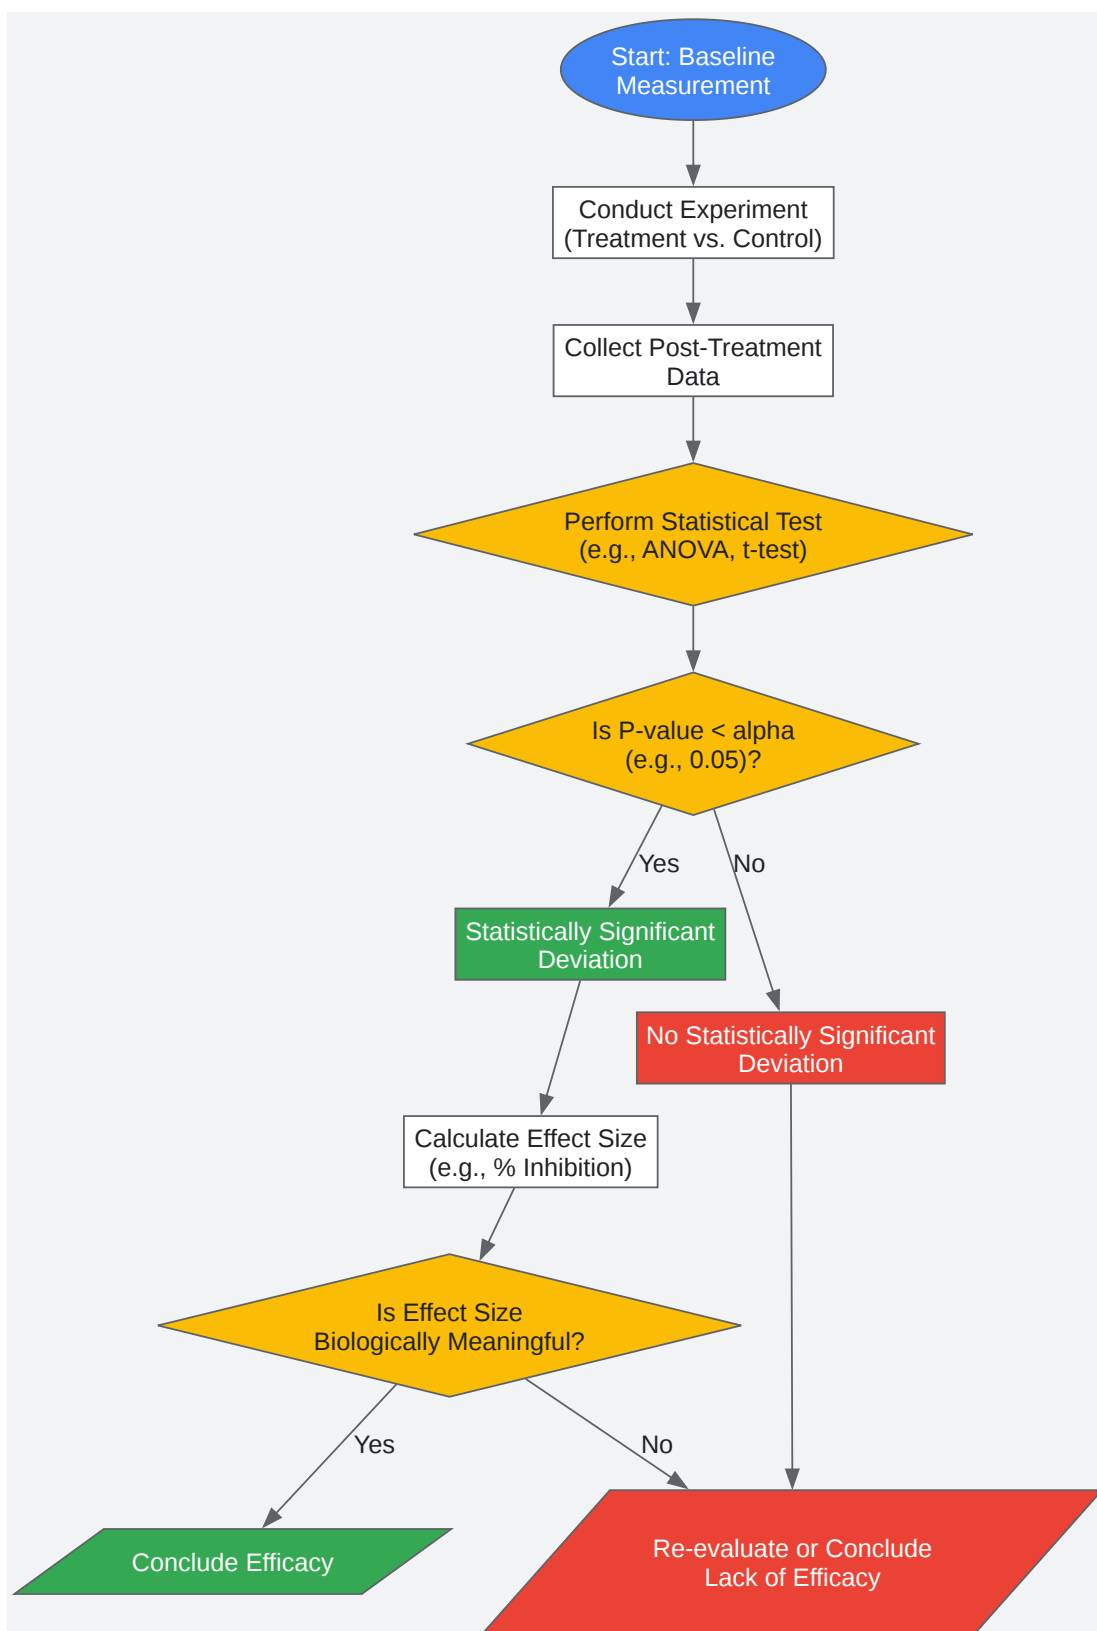 Start: Baseline
Measurement
Conduct Experiment
(Treatment vs. Control)
Collect Post-Treatment
Data
Perform Statistical Test
(e.g., ANOVA, t-test)
Is P-value < alpha
(e.g., 0.05)?
Yes
No
Statistically Significant
Deviation
No Statistically Significant
Deviation
Calculate Effect Size
(e.g., % Inhibition)
Is Effect Size
Biologically Meaningful?
Yes
No
Conclude Efficacy
Re-evaluate or Conclude
Lack of Efficacy